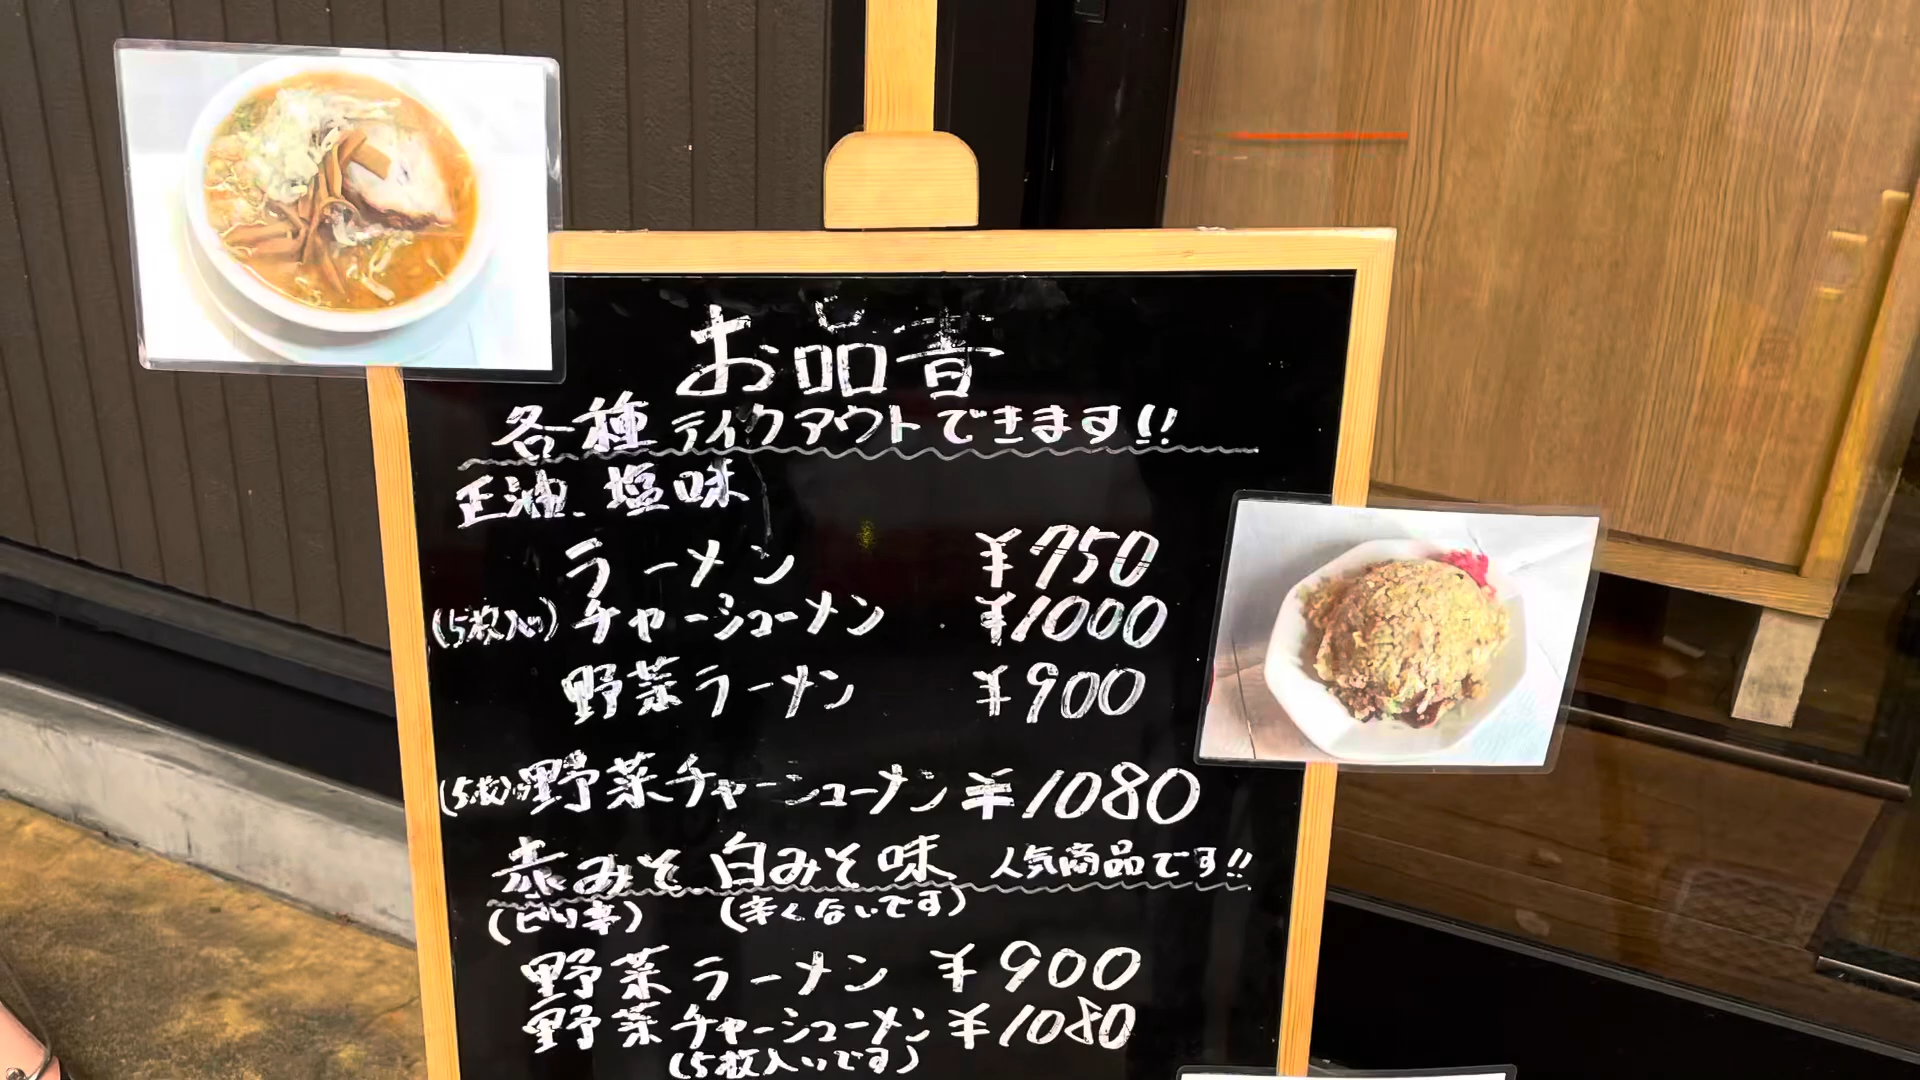 お品書
各種テイクアウトできます!!
正油、塩味
ラーメン ¥750
(5枚入り) チャーシューメン ¥1000
野菜ラーメン ¥900
(5枚入) 野菜チャーシューメン ¥1080
赤みそ、白みそ味 人気商品です!!
(ピリ辛) (辛くないです)
野菜ラーメン ¥900
野菜チャーシューメン ¥1080
(5枚入いです)